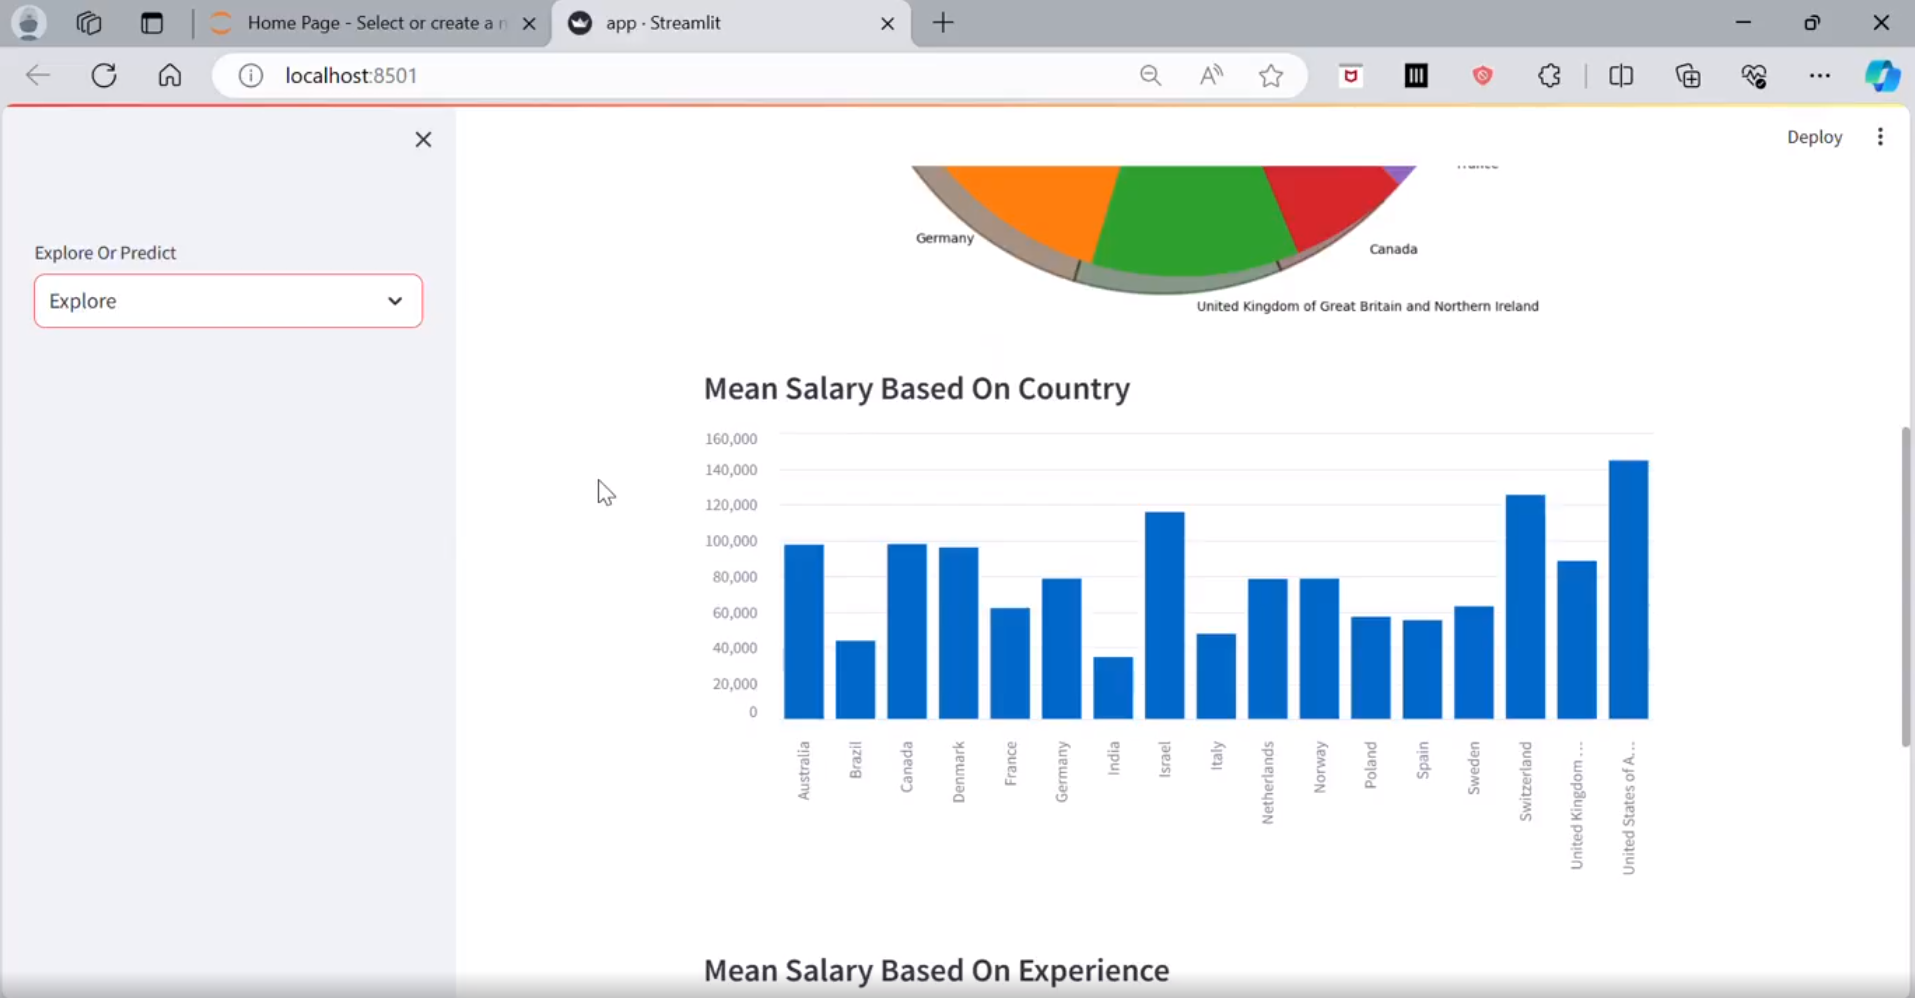 Home Page - Select or create a n
app · Streamlit
localhost:8501
Deploy
Explore Or Predict
Explore
France
Germany
Canada
United Kingdom of Great Britain and Northern Ireland
Mean Salary Based On Country
160,000
140,000
120,000
100,000
80,000
60,000
40,000
20,000
0
Australia
Brazil
Canada
Denmark
France
Germany
India
Israel
Italy
Netherlands
Norway
Poland
Spain
Sweden
Switzerland
United Kingdom ...
United States of A...
Mean Salary Based On Experience